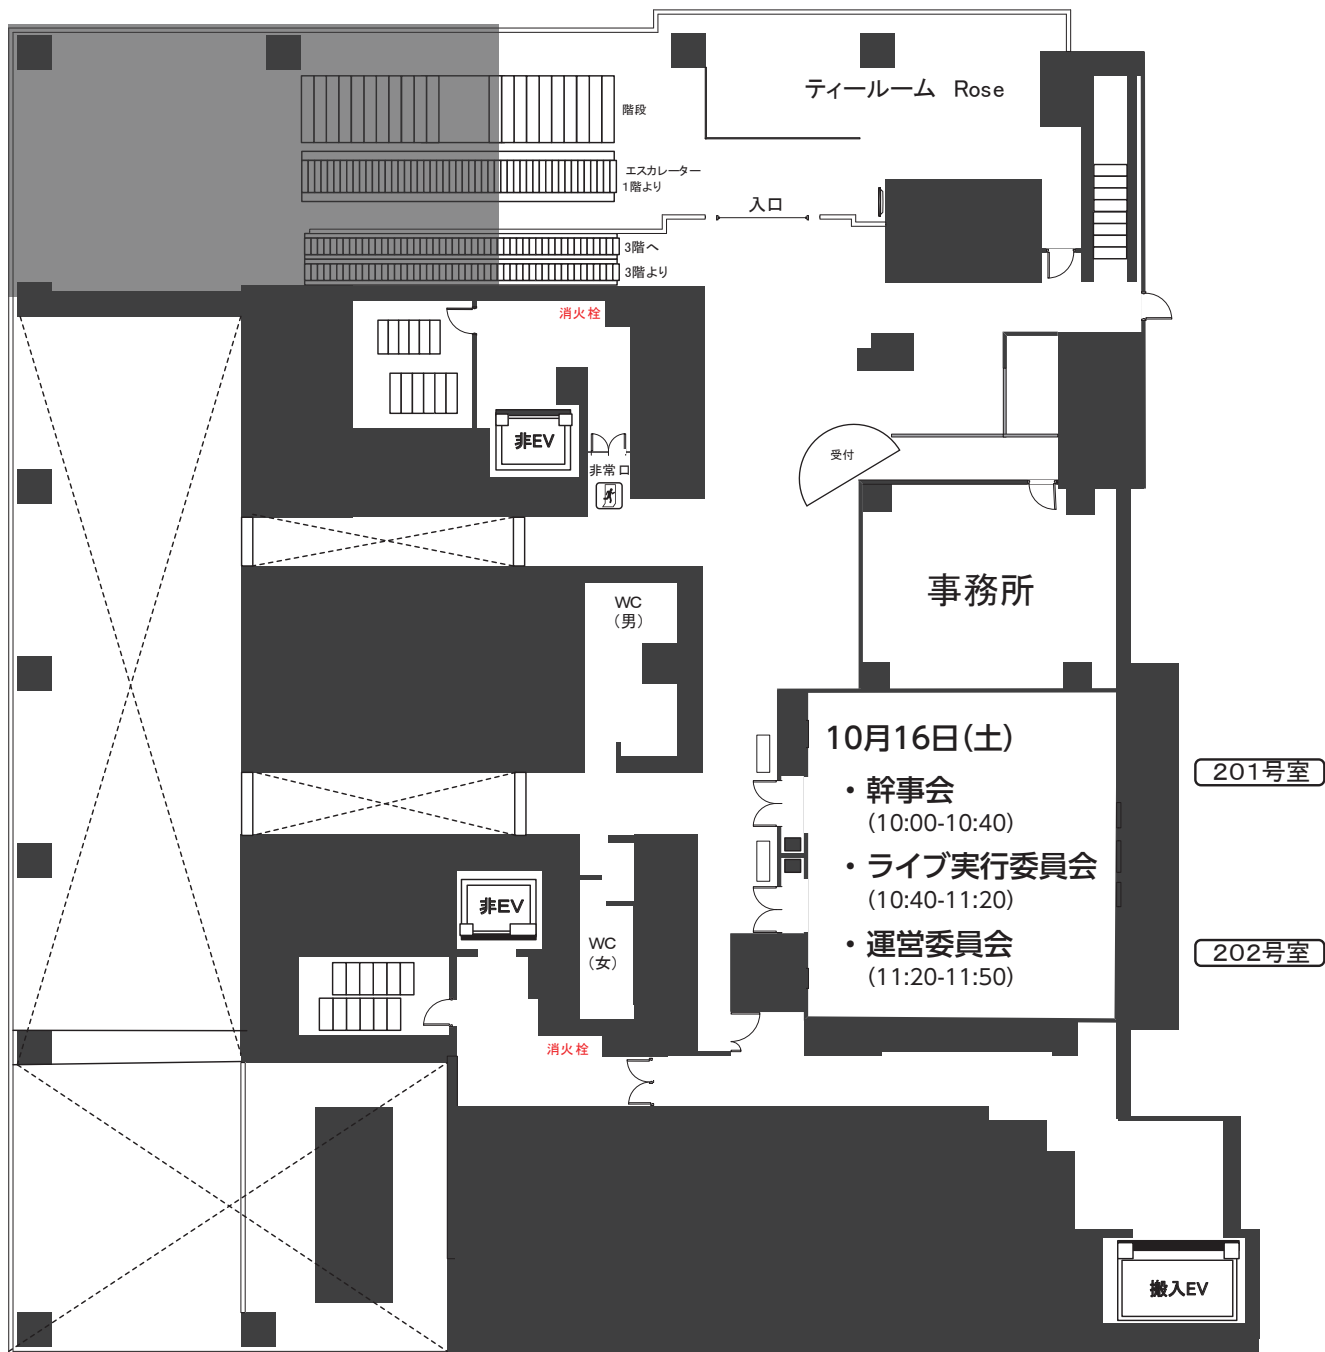 ティールーム Rose
階段
エスカレーター
1階より
入口
3階へ
3階より
消火栓
非EV
受付
非常口
事務所
WC
(男)
10月16日(土)
・幹事会
(10:00-10:40)
・ライブ実行委員会
(10:40-11:20)
・運営委員会
(11:20-11:50)
201号室
202号室
非EV
WC
(女)
消火栓
搬入EV